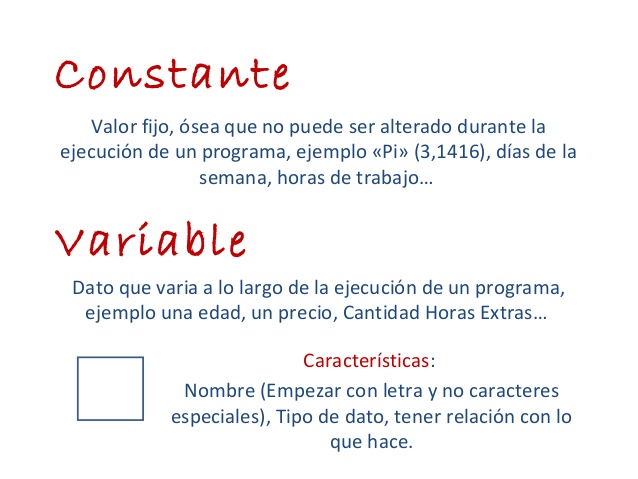 Constante
Valor fijo, ósea que no puede ser alterado durante la
ejecución de un programa, ejemplo «Pi» (3,1416), días de la
semana, horas de trabajo…
Variable
Dato que varia a lo largo de la ejecución de un programa,
ejemplo una edad, un precio, Cantidad Horas Extras…
Características:
Nombre (Empezar con letra y no caracteres
especiales), Tipo de dato, tener relación con lo
que hace.